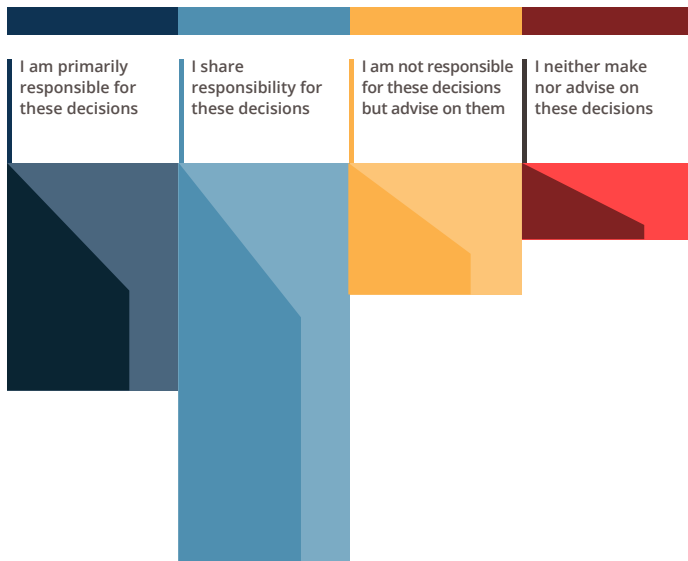 I am primarily
responsible for
these decisions
I share
responsibility for
these decisions
I am not responsible
for these decisions
but advise on them
I neither make
nor advise on
these decisions